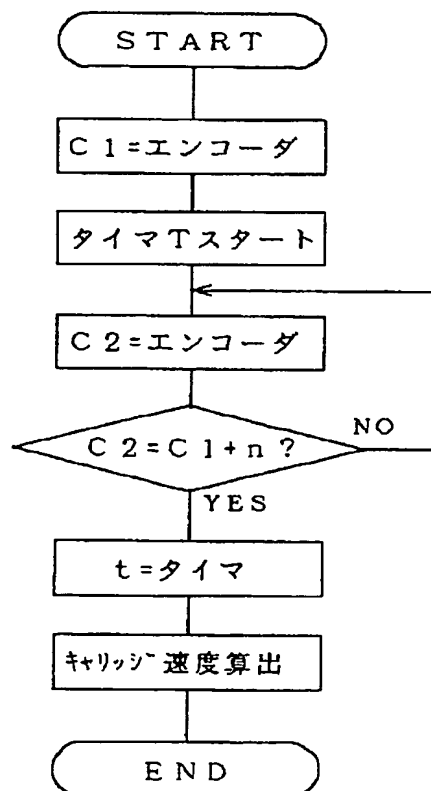 START
C1=エンコーダ
タイマTスタート
C2=エンコーダ
C2=C1+n?
NO
YES
t=タイマ
キャリッジ速度算出
END